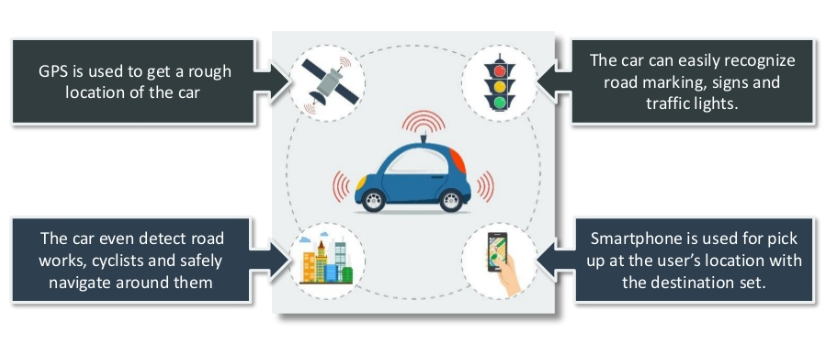 GPS is used to get a rough
location of the car
The car can easily recognize
road marking, signs and
traffic lights.
The car even detect road
works, cyclists and safely
navigate around them
Smartphone is used for pick
up at the user’s location with
the destination set.